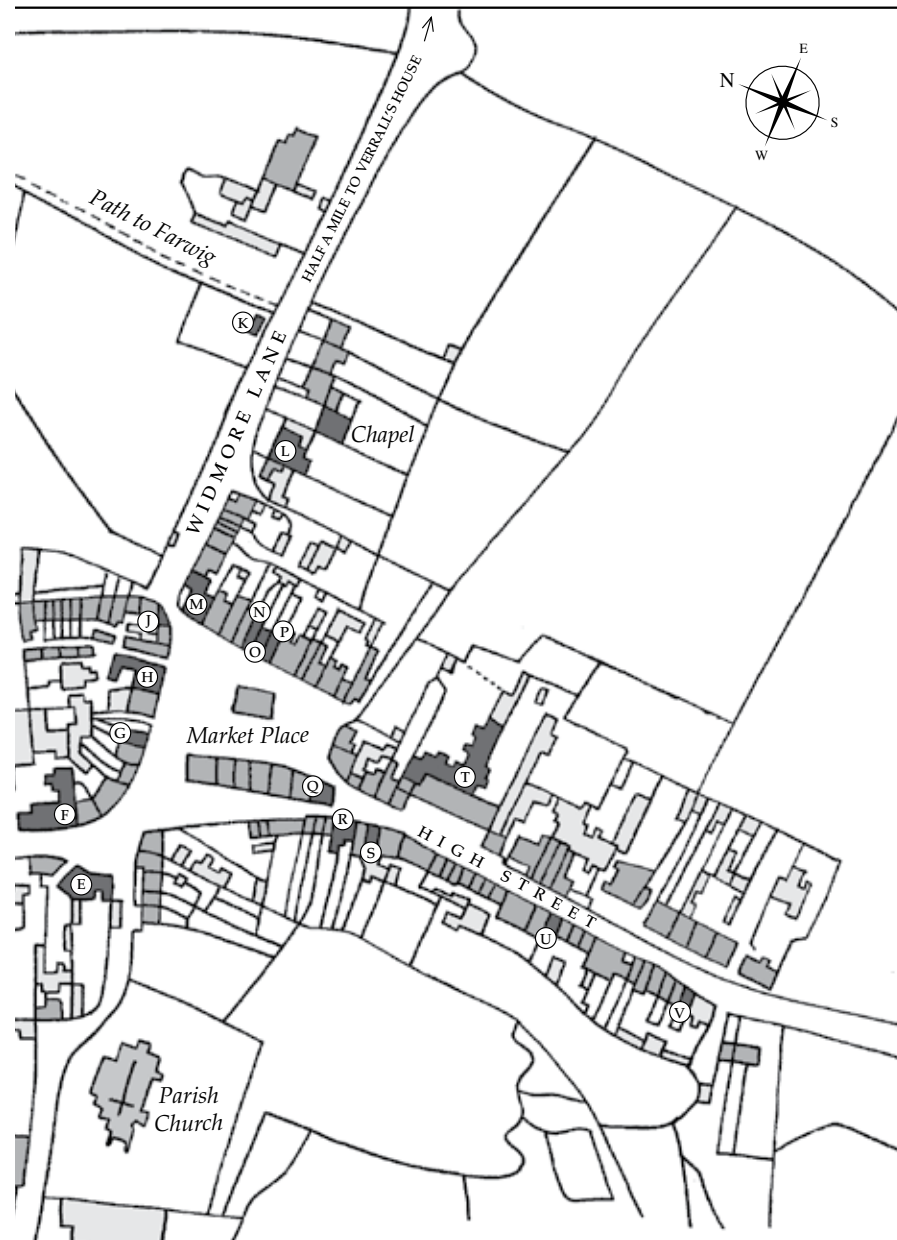 E
N
S
W
HALF A MILE TO VERRALL'S HOUSE
Path to Farwig
K
WIDMORE LANE
Chapel
L
M
N
J
P
O
H
Market Place
G
T
Q
F
R
HIGH STREET
S
E
U
V
Parish
Church